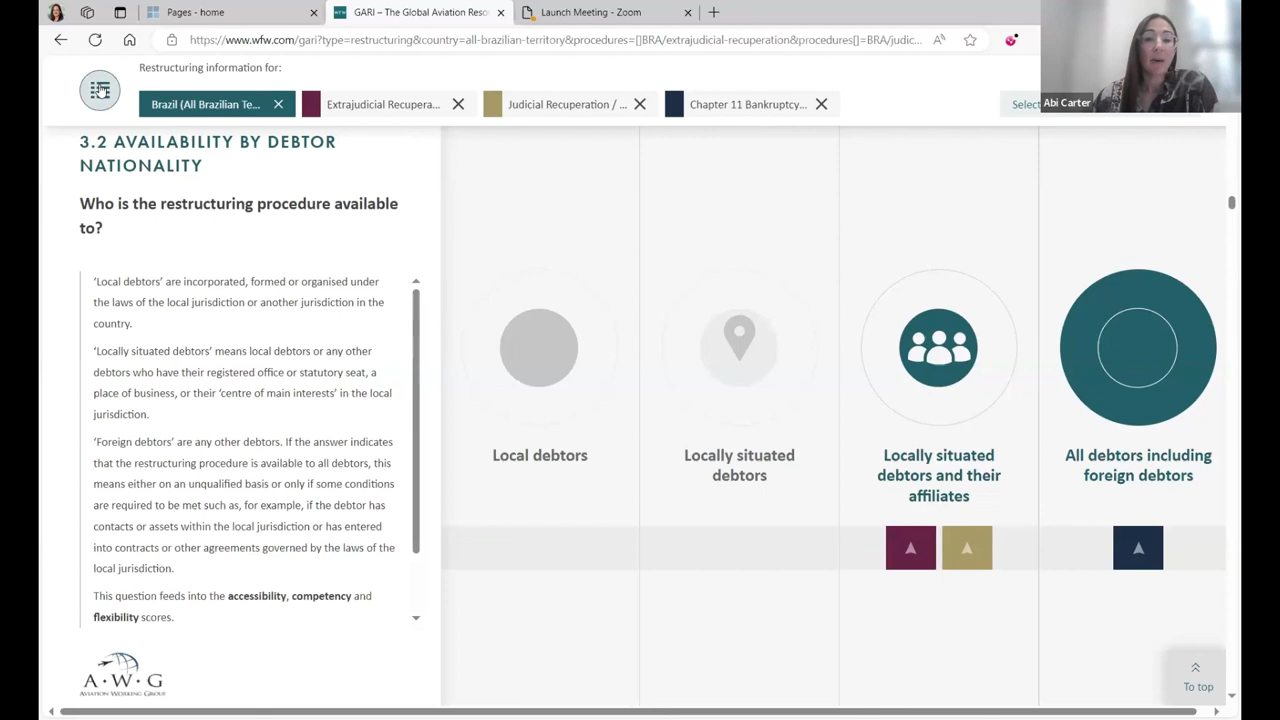 Pages - home
GARI – The Global Aviation Reso
Launch Meeting - Zoom
https://www.wfw.com/gari?type=restructuring&country=all-brazilian-territory&procedures=[]BRA/extrajudicial-recuperation&procedures[]=BRA/judic...
Restructuring information for:
Brazil (All Brazilian Te...
Extrajudicial Recupera...
Judicial Recuperation / ...
Chapter 11 Bankruptcy...
Select
Abi Carter
3.2 AVAILABILITY BY DEBTOR
NATIONALITY
Who is the restructuring procedure available
to?
‘Local debtors’ are incorporated, formed or organised under
the laws of the local jurisdiction or another jurisdiction in the
country.
‘Locally situated debtors’ means local debtors or any other
debtors who have their registered office or statutory seat, a
place of business, or their ‘centre of main interests’ in the local
jurisdiction.
‘Foreign debtors’ are any other debtors. If the answer indicates
that the restructuring procedure is available to all debtors, this
means either on an unqualified basis or only if some conditions
are required to be met such as, for example, if the debtor has
contacts or assets within the local jurisdiction or has entered
into contracts or other agreements governed by the laws of the
local jurisdiction.
This question feeds into the accessibility, competency and
flexibility scores.
Local debtors
Locally situated
debtors
Locally situated
debtors and their
affiliates
All debtors including
foreign debtors
A·W·G
AVIATION WORKING GROUP
To top